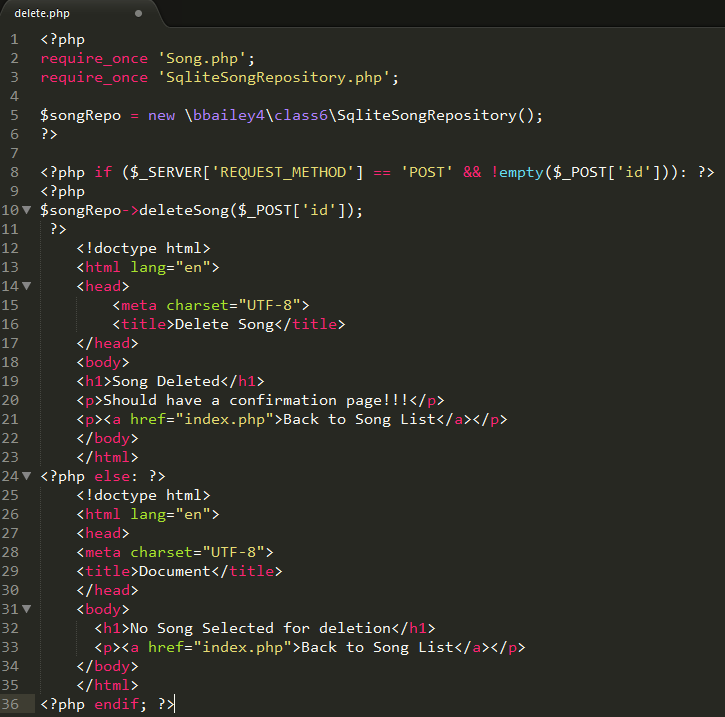 delete.php
1 <?php
2 require_once 'Song.php';
3 require_once 'SqliteSongRepository.php';
4
5 $songRepo = new \bbailey4\class6\SqliteSongRepository();
6 ?>
7
8 <?php if ($_SERVER['REQUEST_METHOD'] == 'POST' && !empty($_POST['id'])): ?>
9 <?php
10 $songRepo->deleteSong($_POST['id']);
11  ?>
12     <!doctype html>
13     <html lang="en">
14     <head>
15         <meta charset="UTF-8">
16         <title>Delete Song</title>
17     </head>
18     <body>
19     <h1>Song Deleted</h1>
20     <p>Should have a confirmation page!!!</p>
21     <p><a href="index.php">Back to Song List</a></p>
22     </body>
23     </html>
24 <?php else: ?>
25     <!doctype html>
26     <html lang="en">
27     <head>
28     <meta charset="UTF-8">
29     <title>Document</title>
30     </head>
31     <body>
32       <h1>No Song Selected for deletion</h1>
33       <p><a href="index.php">Back to Song List</a></p>
34     </body>
35     </html>
36 <?php endif; ?>